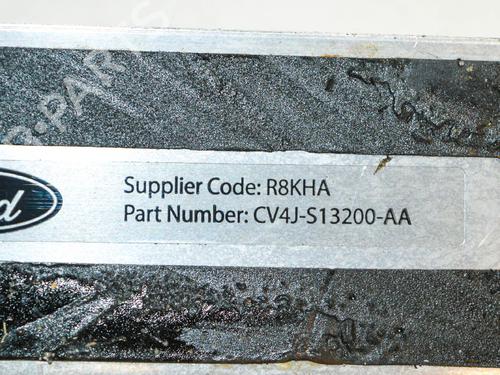 Supplier Code: R8KHA
Part Number: CV4J-S13200-AA